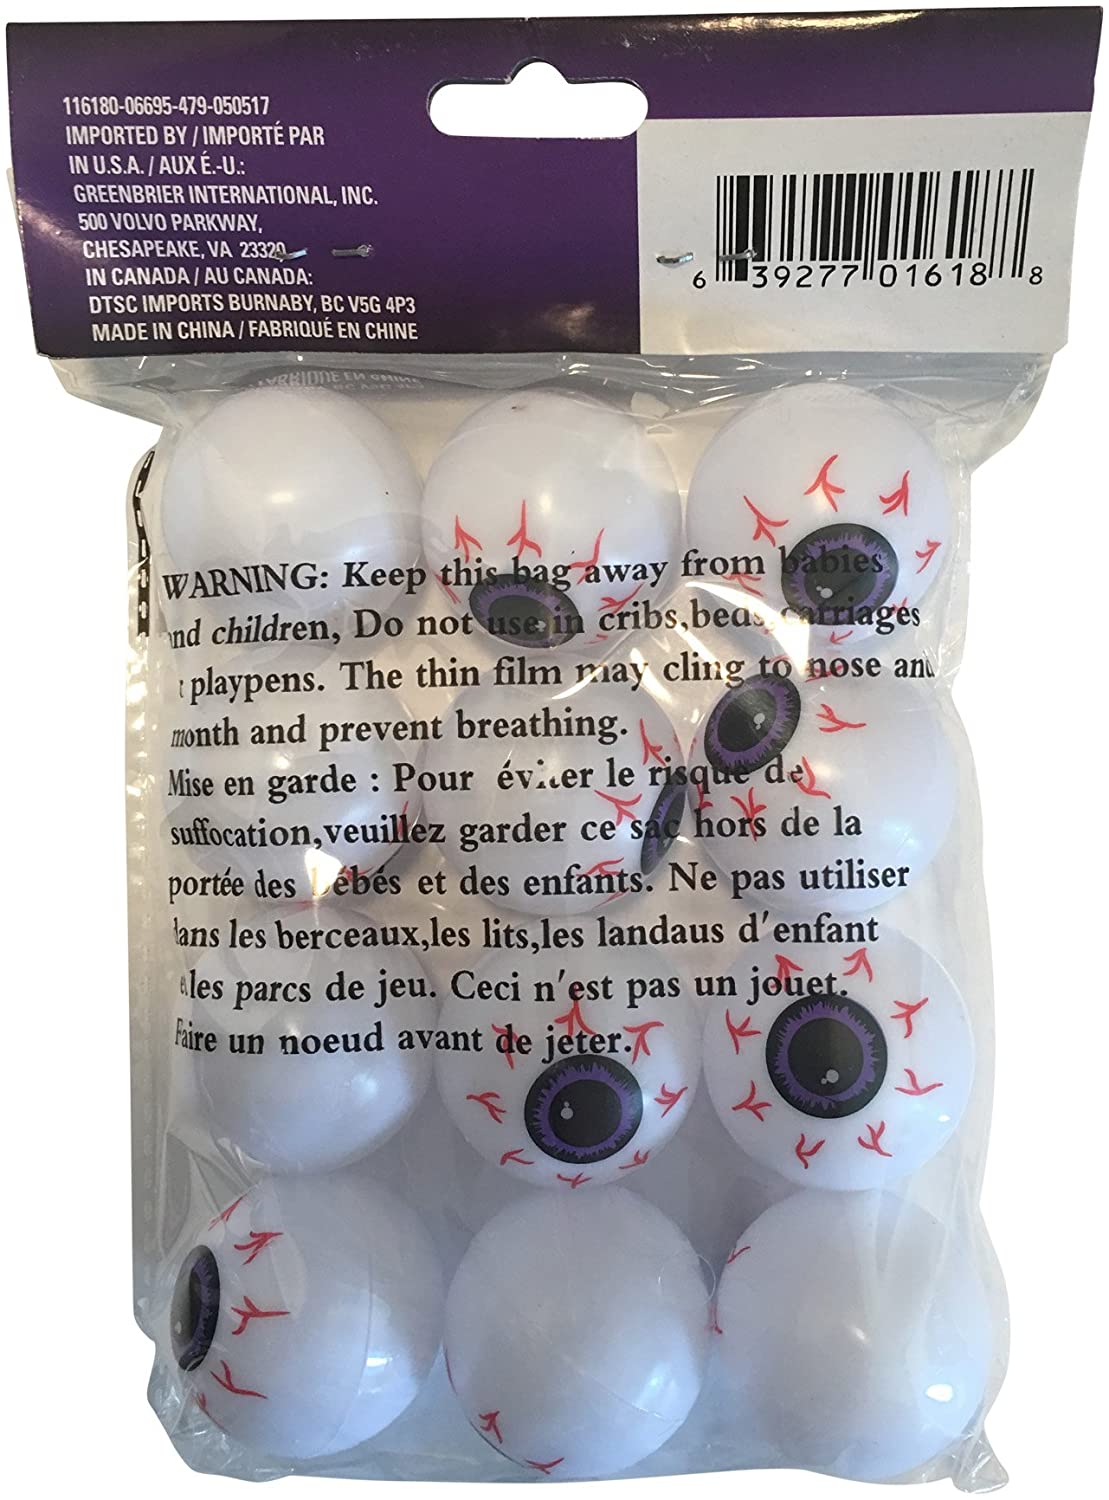 116180-06695-479-050517
IMPORTED BY / IMPORTÉ PAR
IN U.S.A. / AUX É.-U.:
GREENBRIER INTERNATIONAL, INC.
500 VOLVO PARKWAY,
CHESAPEAKE, VA 23320
IN CANADA / AU CANADA:
DTSC IMPORTS BURNABY, BC V5G 4P3
MADE IN CHINA / FABRIQUÉ EN CHINE
6 39277 01618 8
WARNING: Keep this bag away from babies
and children, Do not use in cribs,beds,carriages
playpens. The thin film may cling to nose and
month and prevent breathing.
Mise en garde : Pour éviter le risque de
suffocation,veuillez garder ce sac hors de la
portée des bébés et des enfants. Ne pas utiliser
dans les berceaux,les lits,les landaus d'enfant
les parcs de jeu. Ceci n'est pas un jouet.
Faire un noeud avant de jeter.